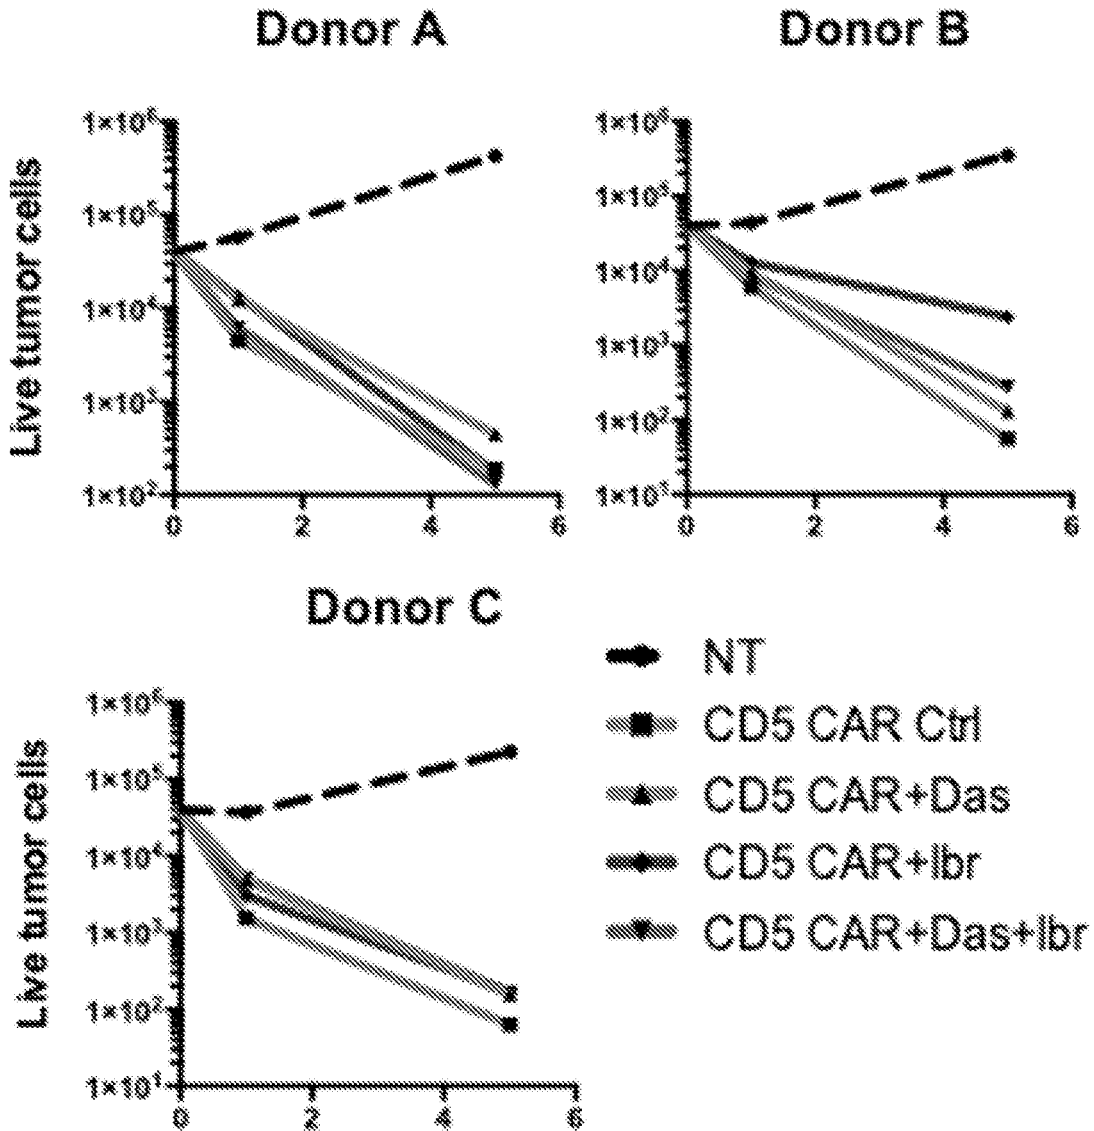 Donor A
Donor B
Live tumor cells
1×10⁶
1×10⁵
1×10⁴
1×10³
1×10²
0 2 4 6
1×10⁶
1×10⁵
1×10⁴
1×10³
1×10²
1×10¹
0 2 4 6
Donor C
Live tumor cells
1×10⁶
1×10⁵
1×10⁴
1×10³
1×10²
1×10¹
0 2 4 6
NT
CD5 CAR Ctrl
CD5 CAR+Das
CD5 CAR+Ibr
CD5 CAR+Das+Ibr